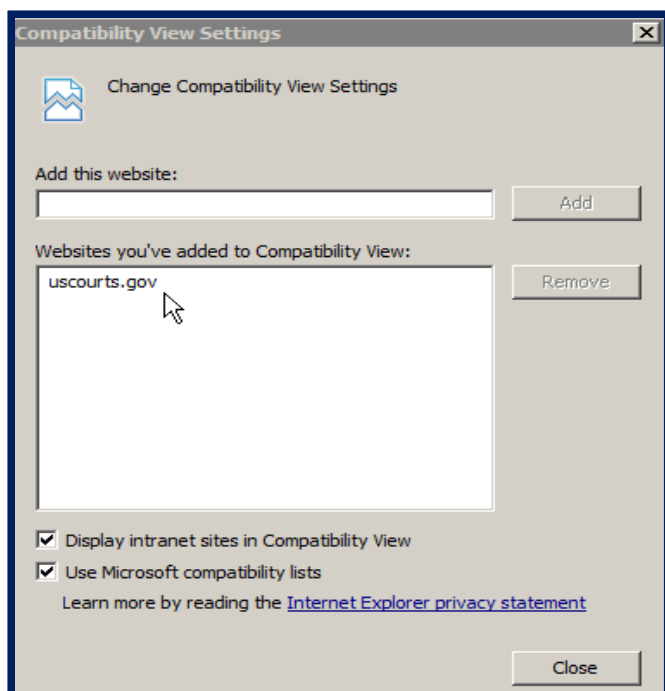 Compatibility View Settings
Change Compatibility View Settings
Add this website:
Add
Websites you've added to Compatibility View:
uscourts.gov
Remove
Display intranet sites in Compatibility View
Use Microsoft compatibility lists
Learn more by reading the Internet Explorer privacy statement
Close